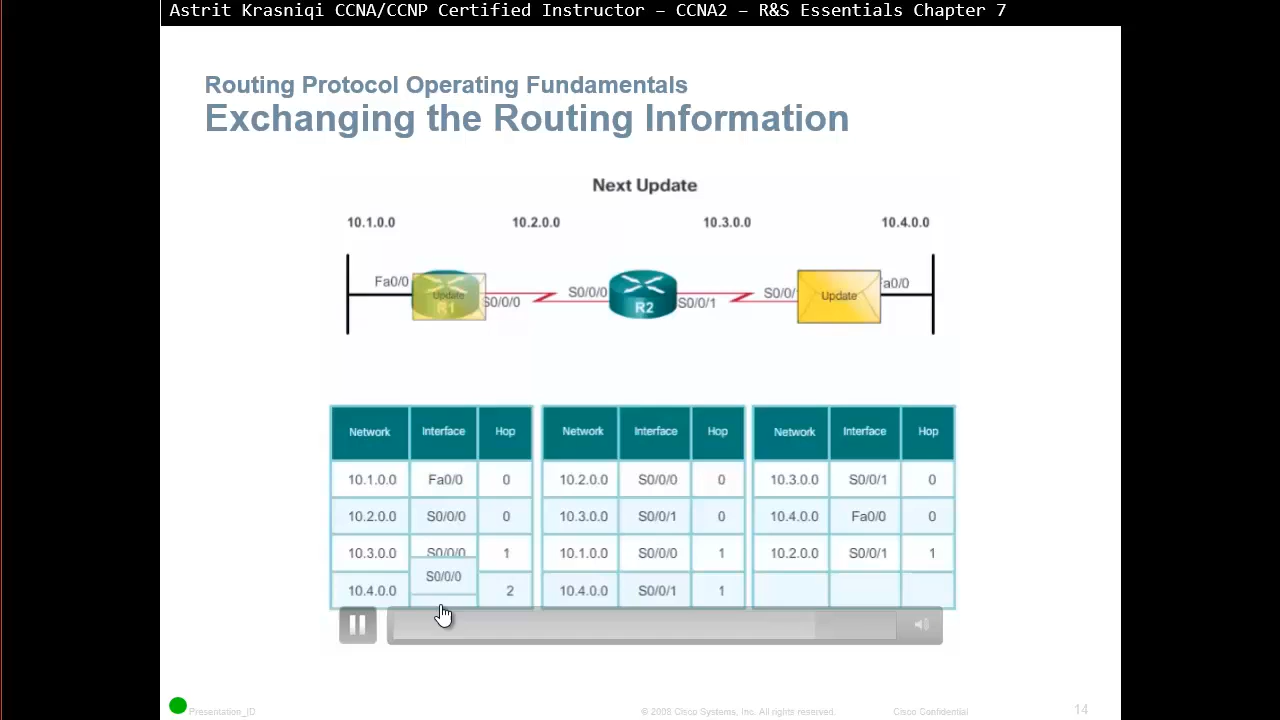 Astrit Krasniqi CCNA/CCNP Certified Instructor – CCNA2 – R&S Essentials Chapter 7
Routing Protocol Operating Fundamentals
Exchanging the Routing Information
Next Update
10.1.0.0 10.2.0.0 10.3.0.0 10.4.0.0
Fa0/0 Update R1 S0/0/0 S0/0/0 R2 S0/0/1 S0/0/ Update a0/0
Network Interface Hop Network Interface Hop Network Interface Hop
10.1.0.0 Fa0/0 0 10.2.0.0 S0/0/0 0 10.3.0.0 S0/0/1 0
10.2.0.0 S0/0/0 0 10.3.0.0 S0/0/1 0 10.4.0.0 Fa0/0 0
10.3.0.0 S0/0/0 1 10.1.0.0 S0/0/0 1 10.2.0.0 S0/0/1 1
S0/0/0
10.4.0.0 2 10.4.0.0 S0/0/1 1
Presentation_ID © 2008 Cisco Systems, Inc. All rights reserved. Cisco Confidential 14